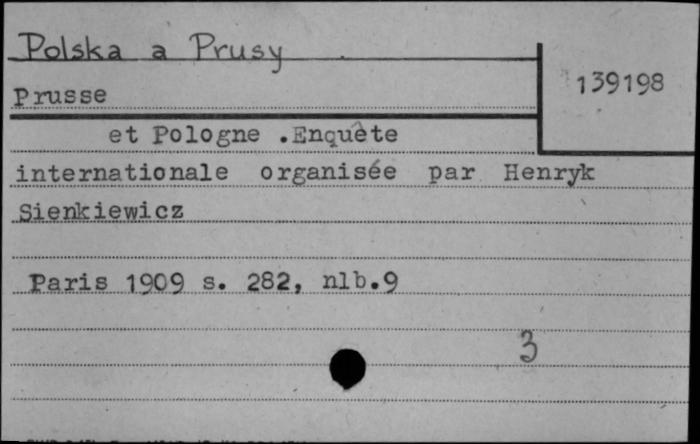 Polska a Prusy
139198
Prusse
et Pologne .Enquête
internationale organisée par Henryk
Sienkiewicz
Paris 1909 s. 282, nlb.9
3